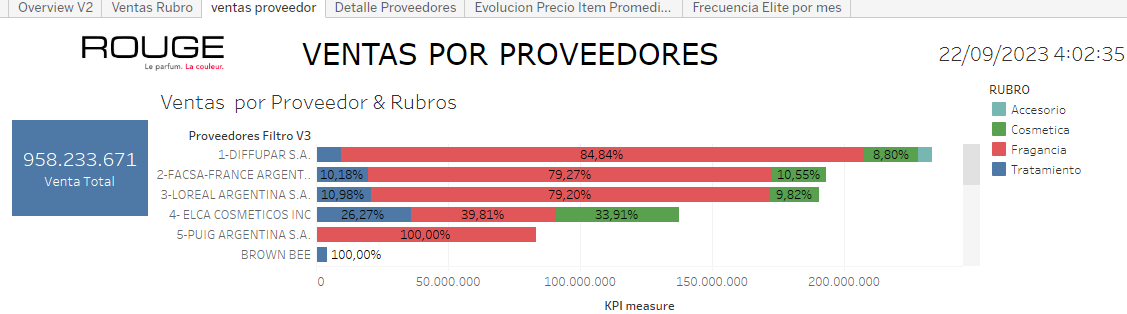 Overview V2 Ventas Rubro ventas proveedor Detalle Proveedores Evolucion Precio Item Promedi... Frecuencia Elite por mes
ROUGE
Le parfum. La couleur.
VENTAS POR PROVEEDORES
22/09/2023 4:02:35
958.233.671
Venta Total
Ventas por Proveedor & Rubros
Proveedores Filtro V3
1-DIFFUPAR S.A. 84,84% 8,80%
2-FACSA-FRANCE ARGENT.. 10,18% 79,27% 10,55%
3-LOREAL ARGENTINA S.A. 10,98% 79,20% 9,82%
4- ELCA COSMETICOS INC 26,27% 39,81% 33,91%
5-PUIG ARGENTINA S.A. 100,00%
BROWN BEE 100,00%
0 50.000.000 100.000.000 150.000.000 200.000.000
KPI measure
RUBRO
Accesorio
Cosmetica
Fragancia
Tratamiento